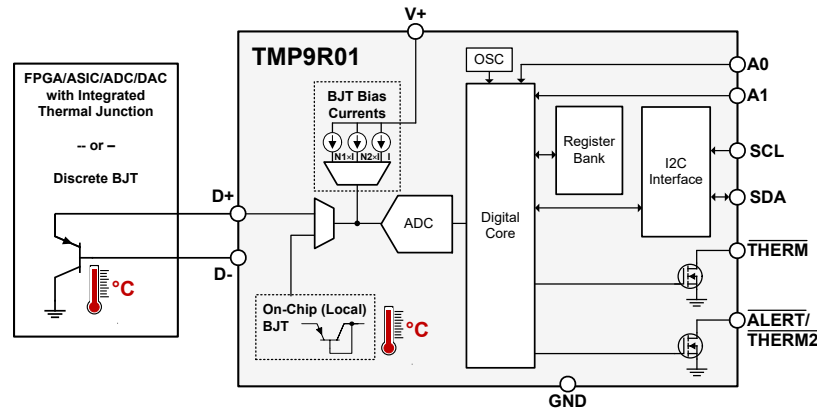 V+
TMP9R01
FPGA/ASIC/ADC/DAC
with Integrated
Thermal Junction
-- or –
Discrete BJT
°C
D+
D-
BJT Bias
Currents
N1×I N2×I I
ADC
On-Chip (Local)
BJT
°C
OSC
Digital
Core
Register
Bank
I2C
Interface
A0
A1
SCL
SDA
THERM
ALERT/
THERM2
GND